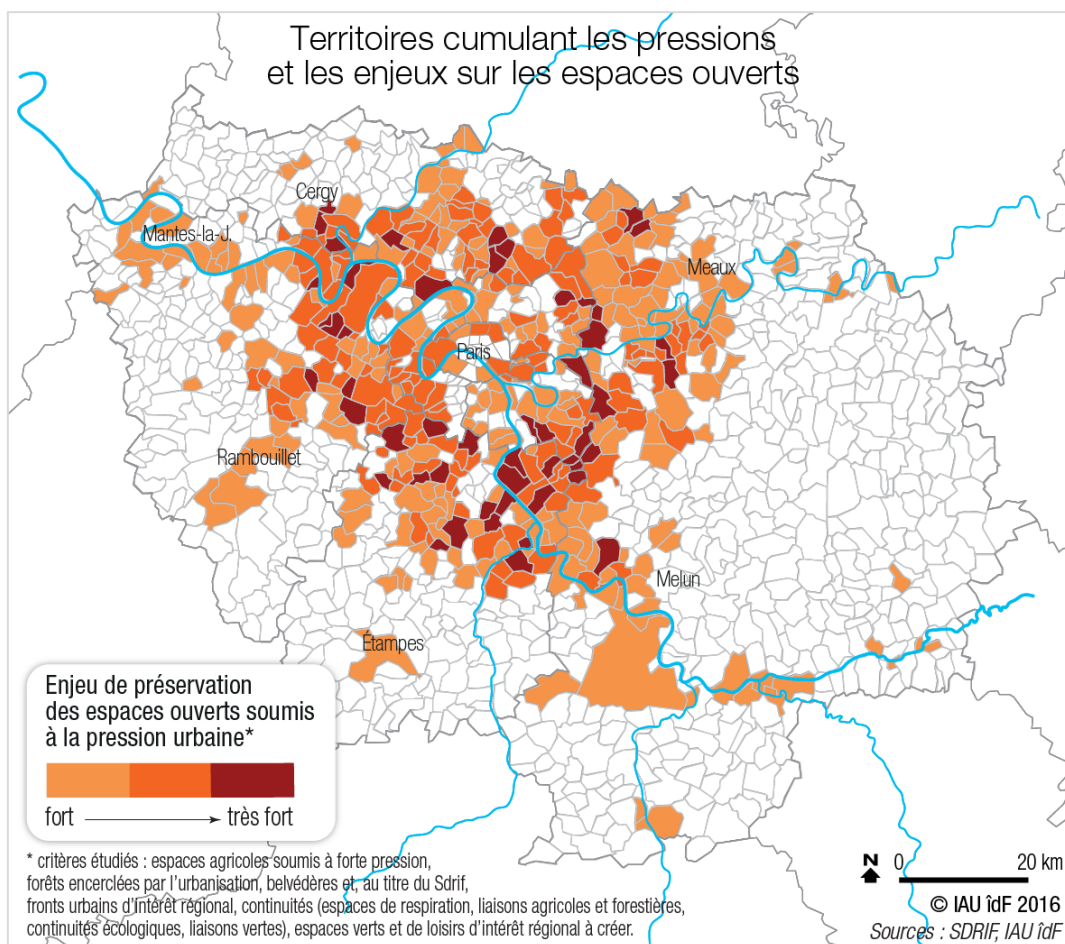 Territoires cumulant les pressions
et les enjeux sur les espaces ouverts
Cergy
Mantes-la-J.
Meaux
Paris
Rambouillet
Melun
Étampes
Enjeu de préservation
des espaces ouverts soumis
à la pression urbaine*
fort très fort
* critères étudiés : espaces agricoles soumis à forte pression,
forêts encerclées par l'urbanisation, belvédères et, au titre du Sdrif,
fronts urbains d'intérêt régional, continuités (espaces de respiration, liaisons agricoles et forestières,
continuités écologiques, liaisons vertes), espaces verts et de loisirs d'intérêt régional à créer.
N 0 20 km
© IAU îdF 2016
Sources : SDRIF, IAU îdF